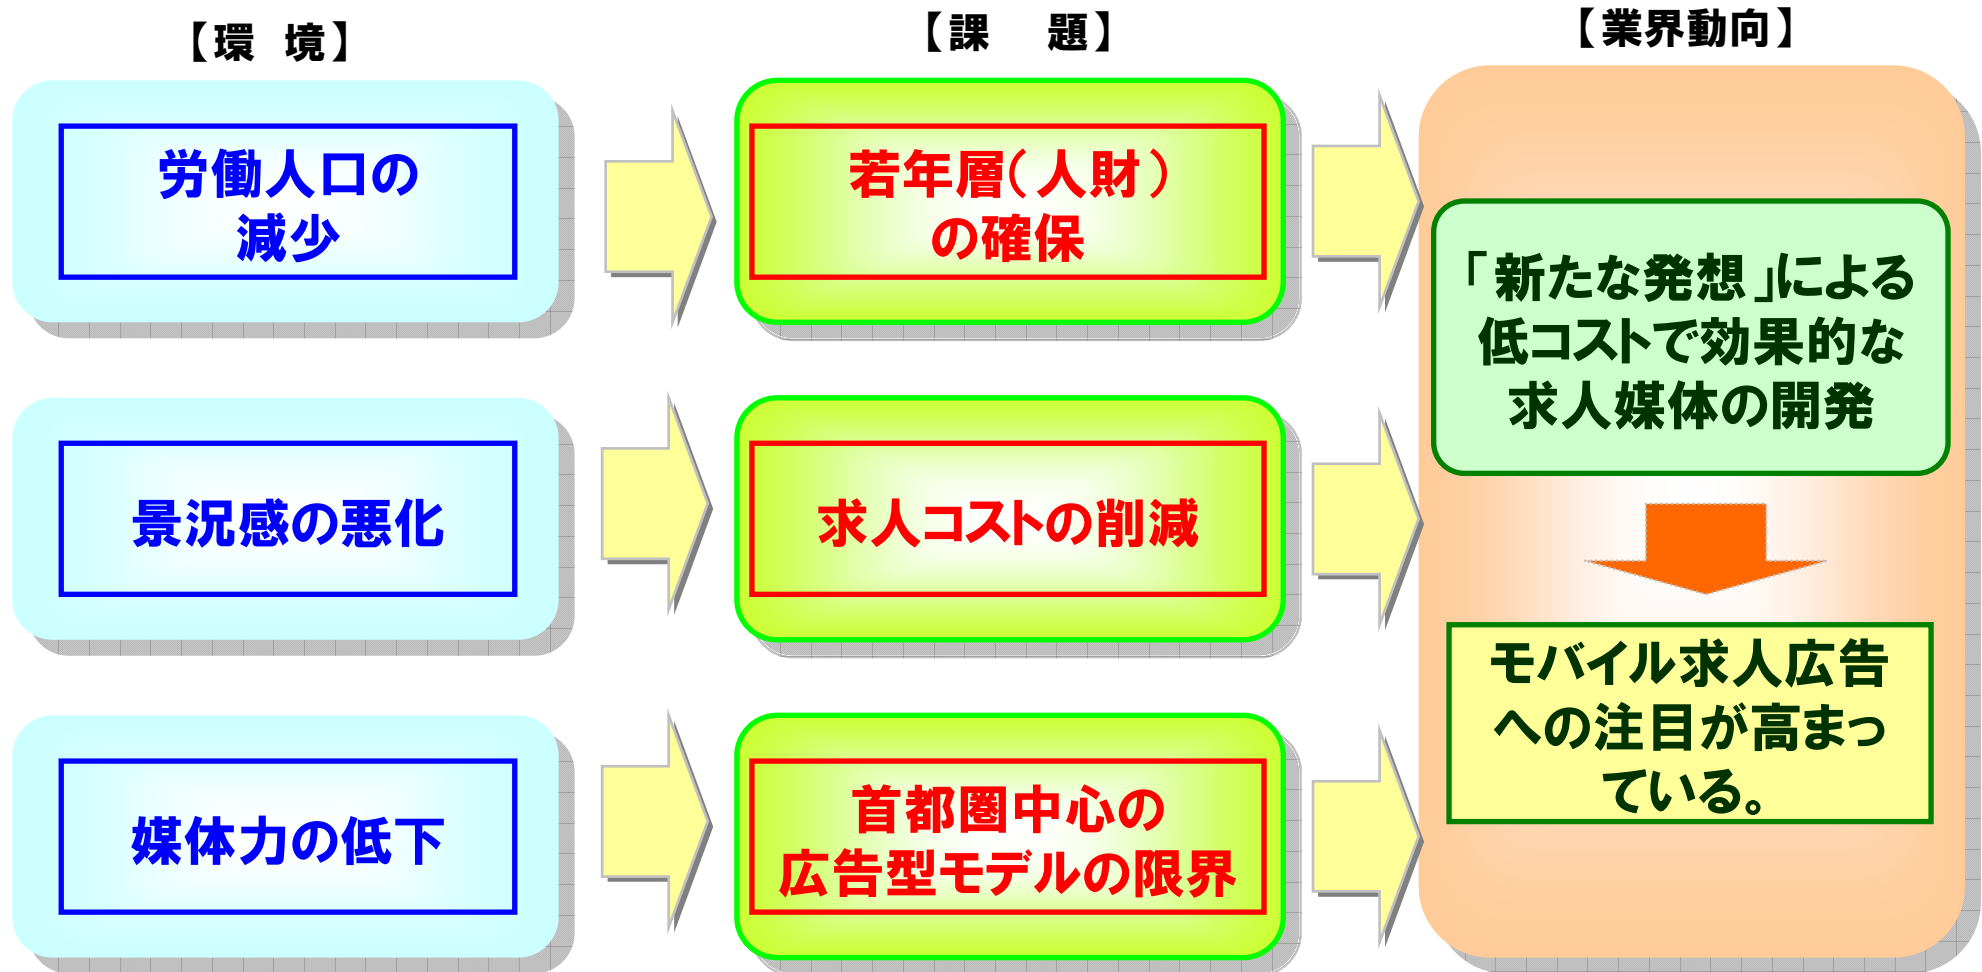 【環 境】
労働人口の
減少
景況感の悪化
媒体力の低下
【課 題】
若年層(人財)
の確保
求人コストの削減
首都圏中心の
広告型モデルの限界
【業界動向】
「新たな発想」による
低コストで効果的な
求人媒体の開発
モバイル求人広告
への注目が高まっ
ている。